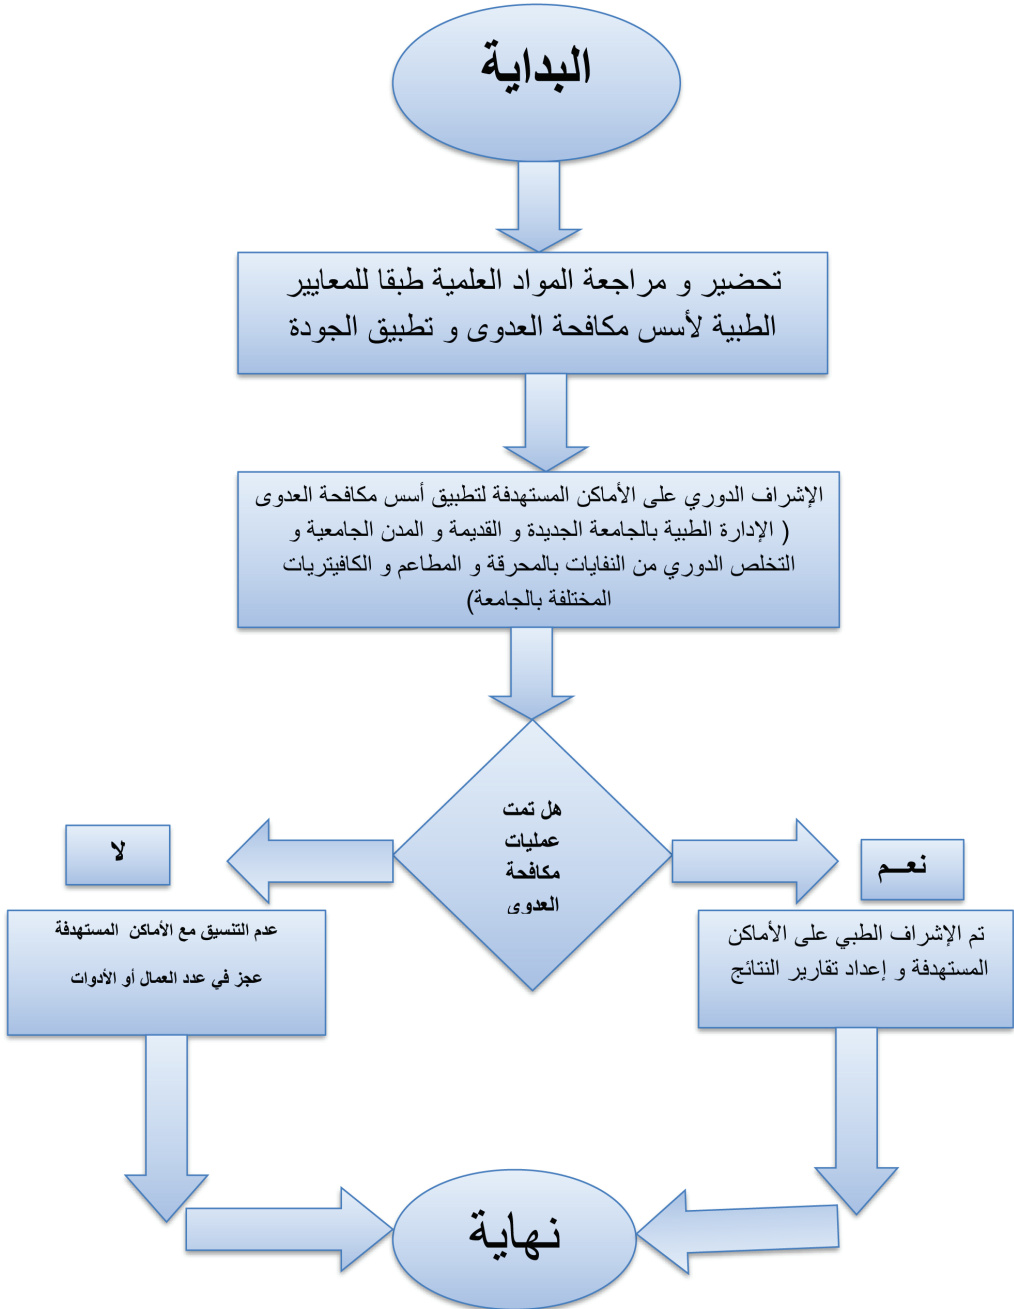 البداية
تحضير و مراجعة المواد العلمية طبقا للمعايير
الطبية لأسس مكافحة العدوى و تطبيق الجودة
الإشراف الدوري على الأماكن المستهدفة لتطبيق أسس مكافحة العدوى
( الإدارة الطبية بالجامعة الجديدة و القديمة و المدن الجامعية و
التخلص الدوري من النفايات بالمحرقة و المطاعم و الكافيتريات
المختلفة بالجامعة)
هل تمت
عمليات
مكافحة
العدوى
نعـــم
تم الإشراف الطبي على الأماكن
المستهدفة و إعداد تقارير النتائج
لا
عدم التنسيق مع الأماكن المستهدفة
عجز في عدد العمال أو الأدوات
نهاية